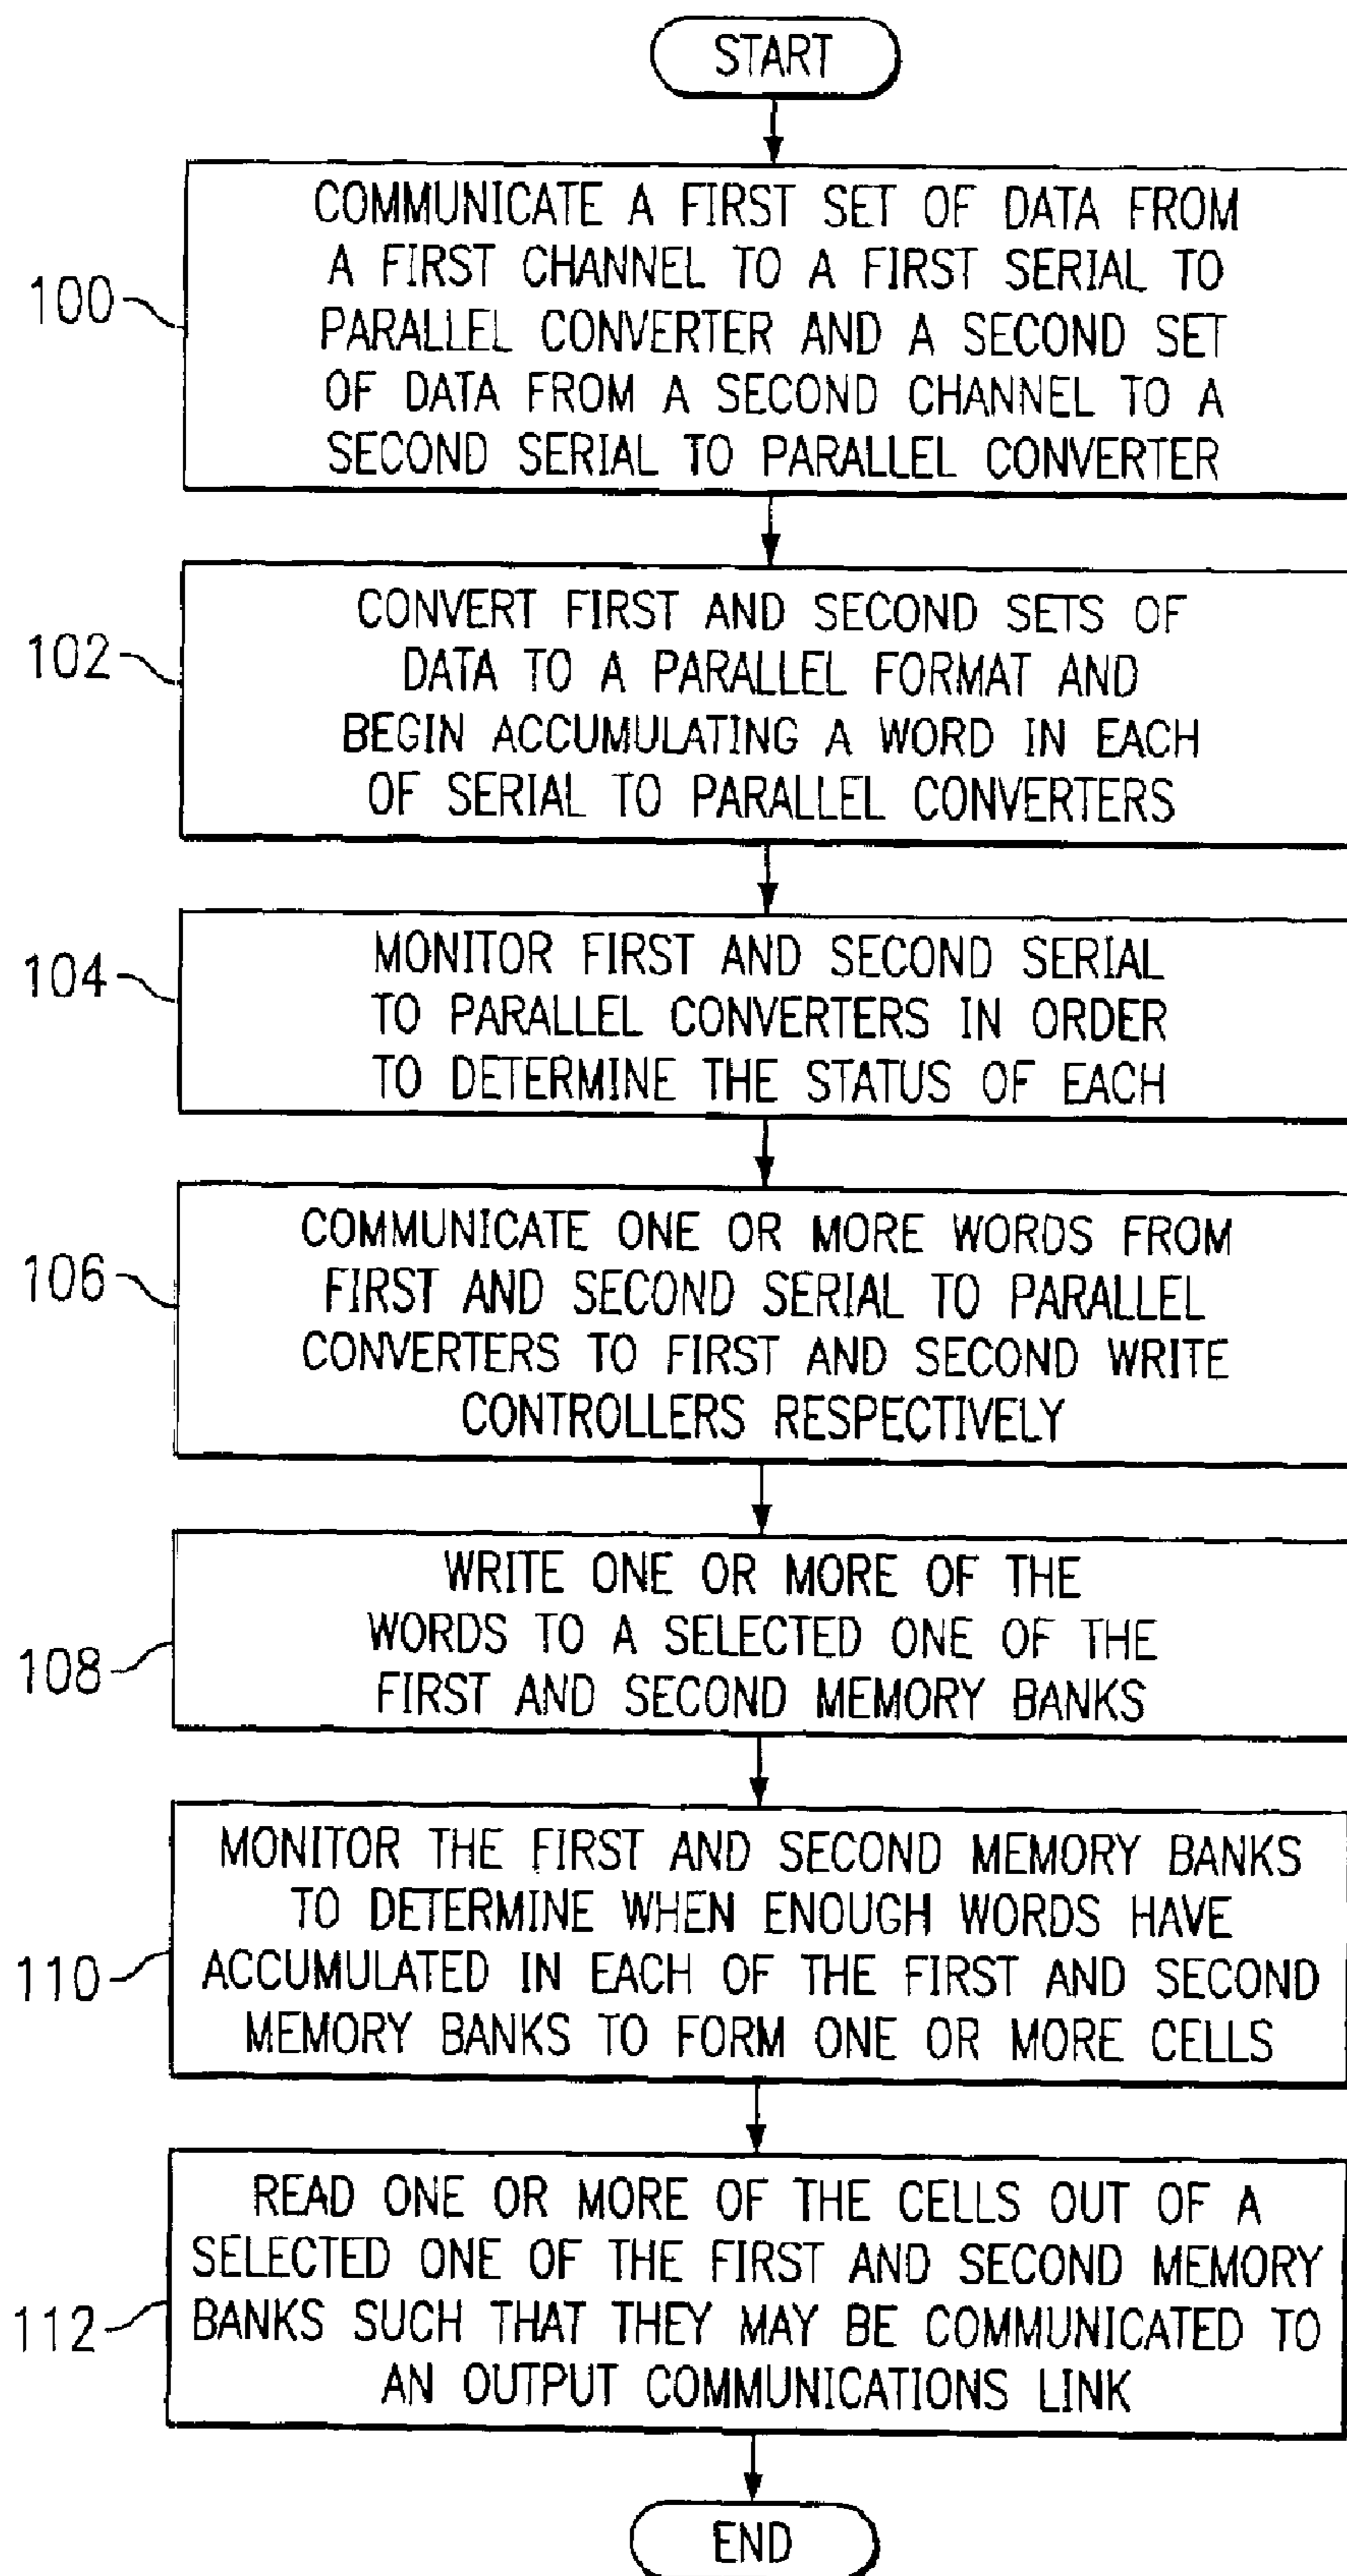 START
COMMUNICATE A FIRST SET OF DATA FROM
A FIRST CHANNEL TO A FIRST SERIAL TO
100
PARALLEL CONVERTER AND A SECOND SET
OF DATA FROM A SECOND CHANNEL TO A
SECOND SERIAL TO PARALLEL CONVERTER
CONVERT FIRST AND SECOND SETS OF
102
DATA TO A PARALLEL FORMAT AND
BEGIN ACCUMULATING A WORD IN EACH
OF SERIAL TO PARALLEL CONVERTERS
MONITOR FIRST AND SECOND SERIAL
104
TO PARALLEL CONVERTERS IN ORDER
TO DETERMINE THE STATUS OF EACH
COMMUNICATE ONE OR MORE WORDS FROM
106
FIRST AND SECOND SERIAL TO PARALLEL
CONVERTERS TO FIRST AND SECOND WRITE
CONTROLLERS RESPECTIVELY
WRITE ONE OR MORE OF THE
WORDS TO A SELECTED ONE OF THE
108
FIRST AND SECOND MEMORY BANKS
MONITOR THE FIRST AND SECOND MEMORY BANKS
TO DETERMINE WHEN ENOUGH WORDS HAVE
110
ACCUMULATED IN EACH OF THE FIRST AND SECOND
MEMORY BANKS TO FORM ONE OR MORE CELLS
READ ONE OR MORE OF THE CELLS OUT OF A
SELECTED ONE OF THE FIRST AND SECOND MEMORY
112
BANKS SUCH THAT THEY MAY BE COMMUNICATED TO
AN OUTPUT COMMUNICATIONS LINK
END